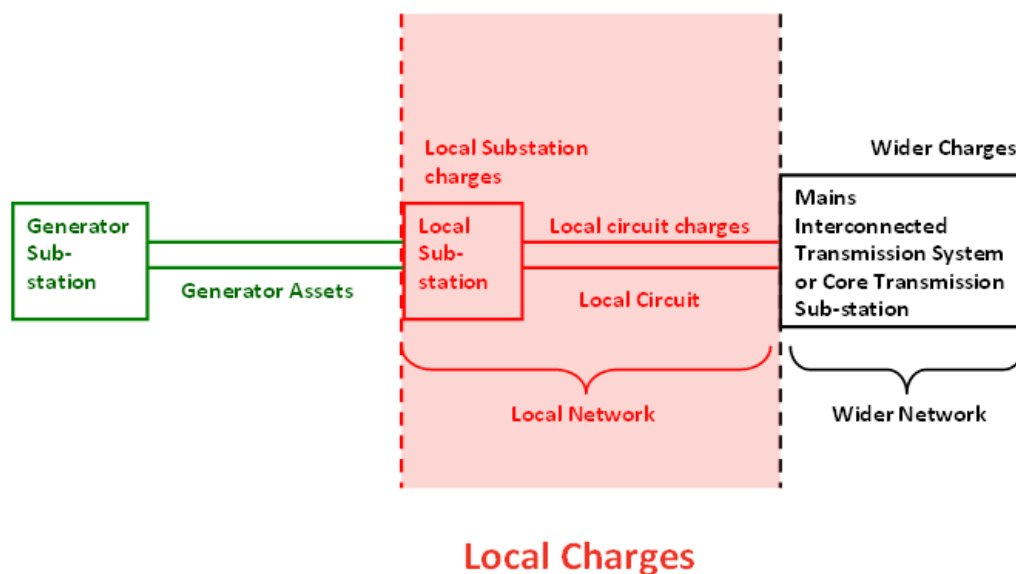 Local Substation
charges
Wider Charges
Generator
Sub-
station
Generator Assets
Local
Sub-
station
Local circuit charges
Local Circuit
Mains
Interconnected
Transmission System
or Core Transmission
Sub-station
Local Network
Wider Network
Local Charges